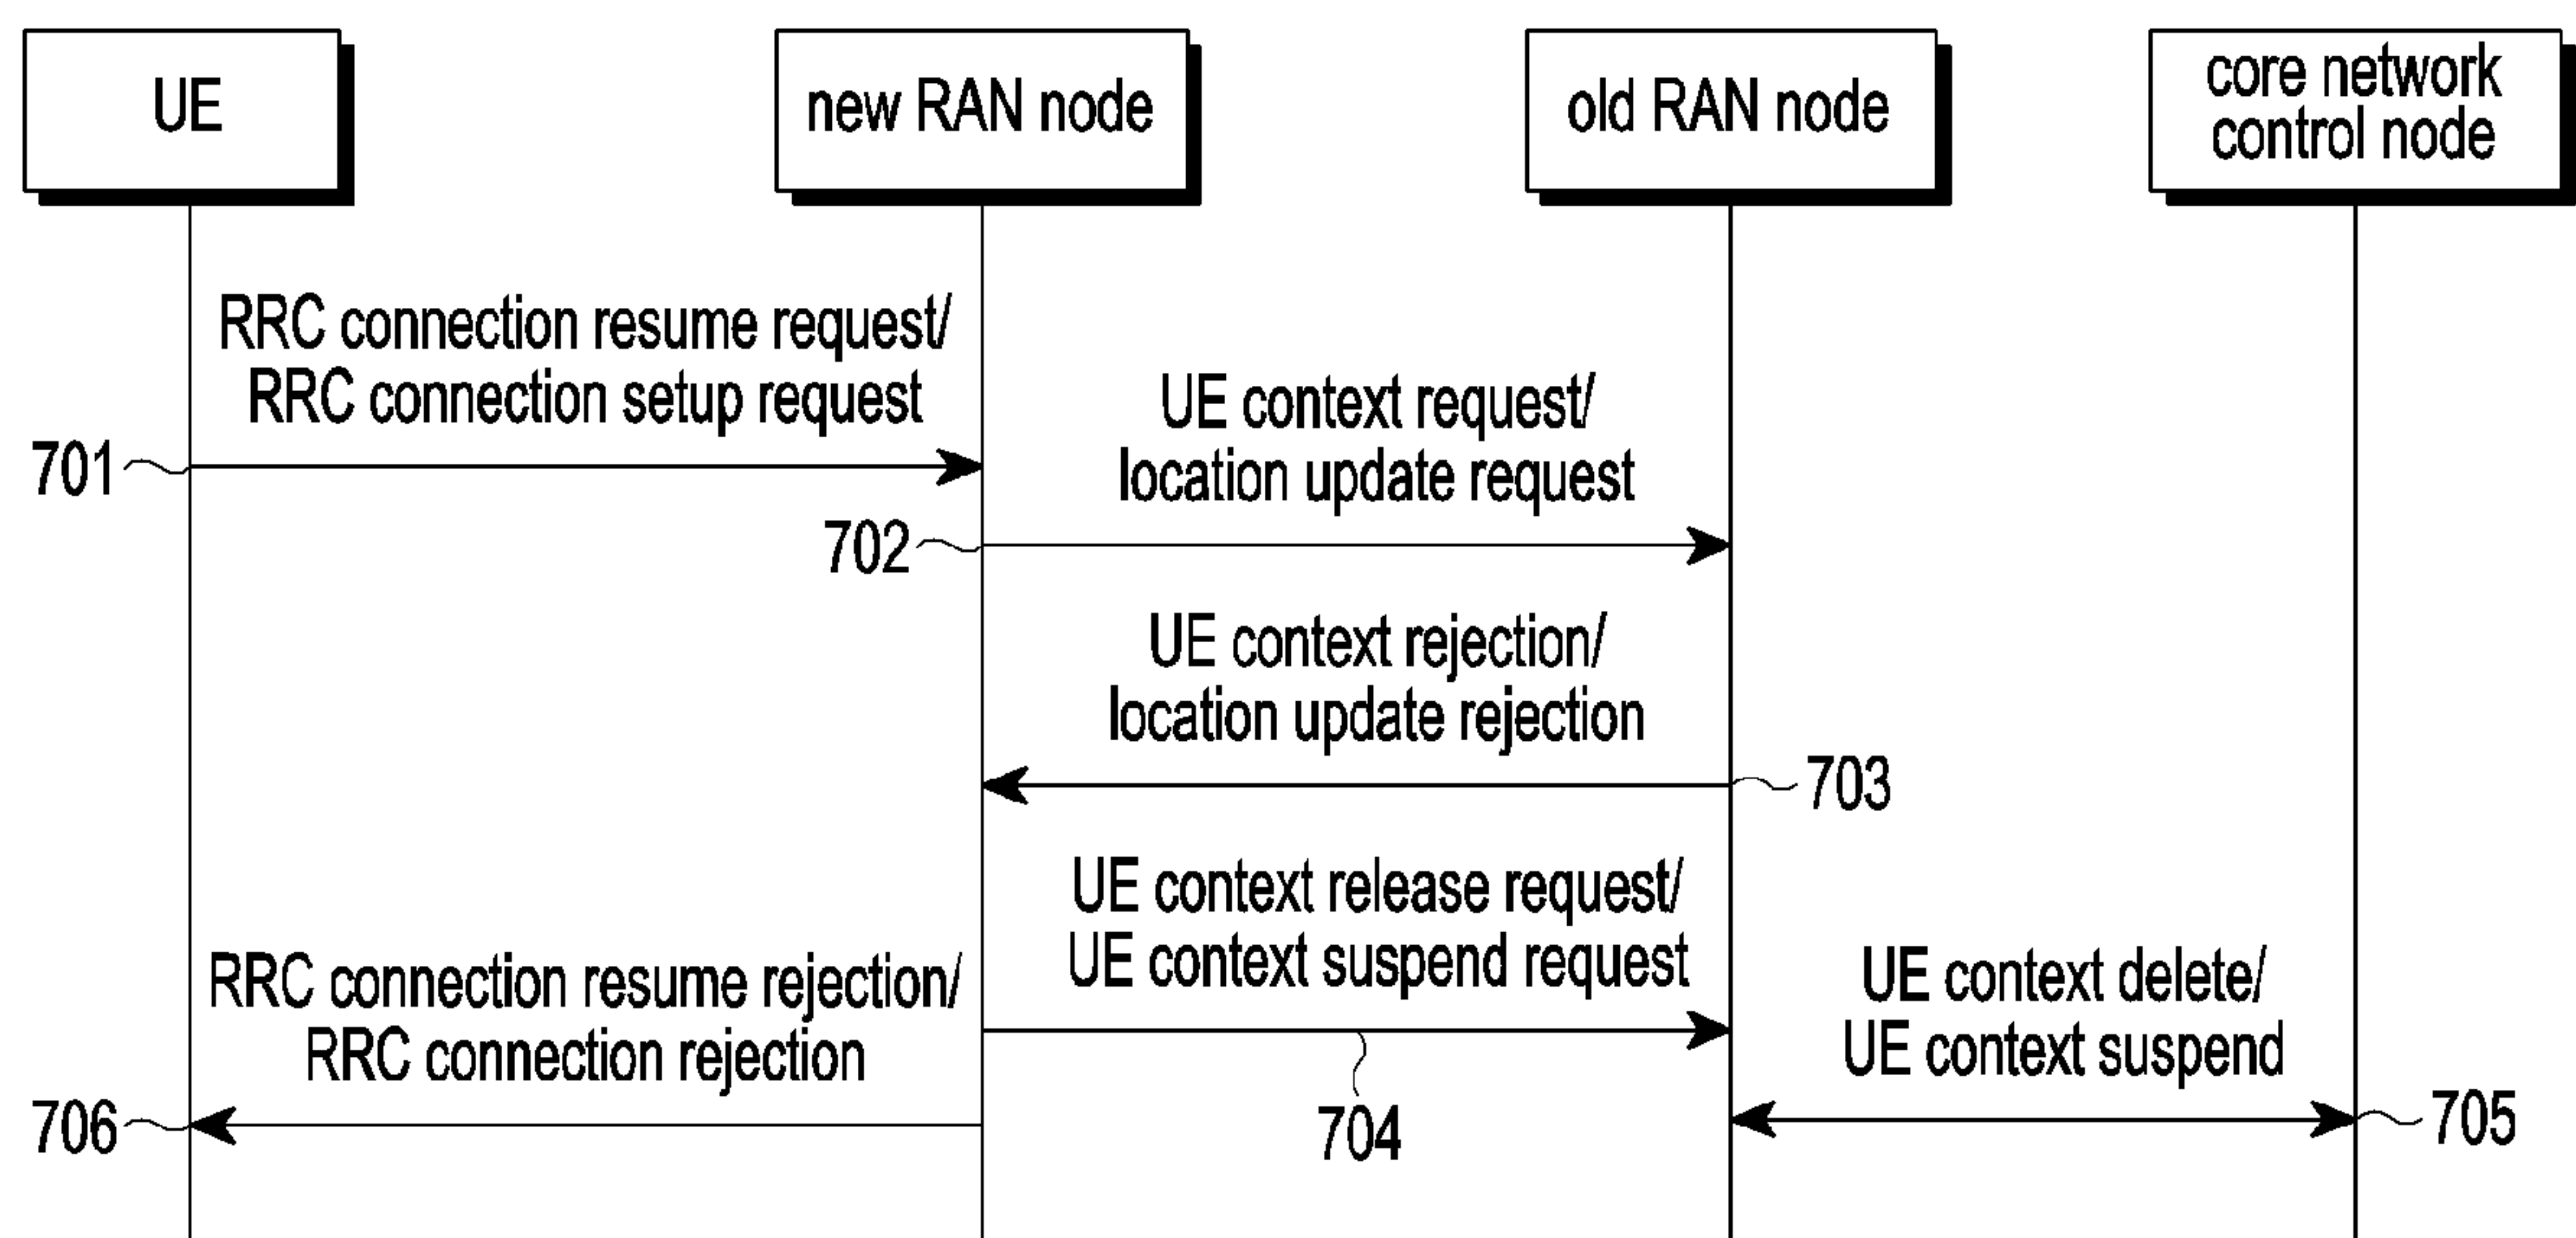 UE
new RAN node
old RAN node
core network
control node
RRC connection resume request/
RRC connection setup request
701
UE context request/
location update request
702
UE context rejection/
location update rejection
703
UE context release request/
UE context suspend request
704
UE context delete/
UE context suspend
705
RRC connection resume rejection/
RRC connection rejection
706